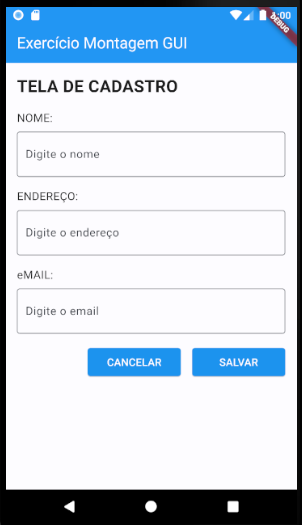 :00
DEBUG
Exercício Montagem GUI
TELA DE CADASTRO
NOME:
Digite o nome
ENDEREÇO:
Digite o endereço
eMAIL:
Digite o email
CANCELAR SALVAR